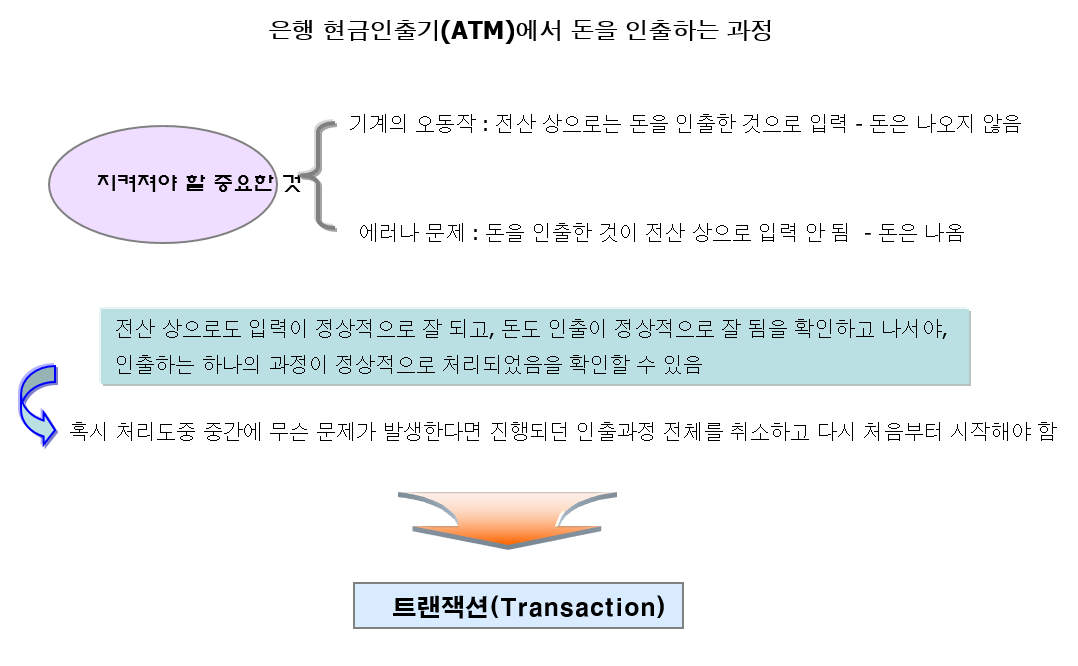 은행 현금인출기(ATM)에서 돈을 인출하는 과정
기계의 오동작 : 전산 상으로는 돈을 인출한 것으로 입력 - 돈은 나오지 않음
지켜져야 할 중요한 것
에러나 문제 : 돈을 인출한 것이 전산 상으로 입력 안 됨 - 돈은 나옴
전산 상으로도 입력이 정상적으로 잘 되고, 돈도 인출이 정상적으로 잘 됨을 확인하고 나서야,
인출하는 하나의 과정이 정상적으로 처리되었음을 확인할 수 있음
혹시 처리도중 중간에 무슨 문제가 발생한다면 진행되던 인출과정 전체를 취소하고 다시 처음부터 시작해야 함
트랜잭션(Transaction)